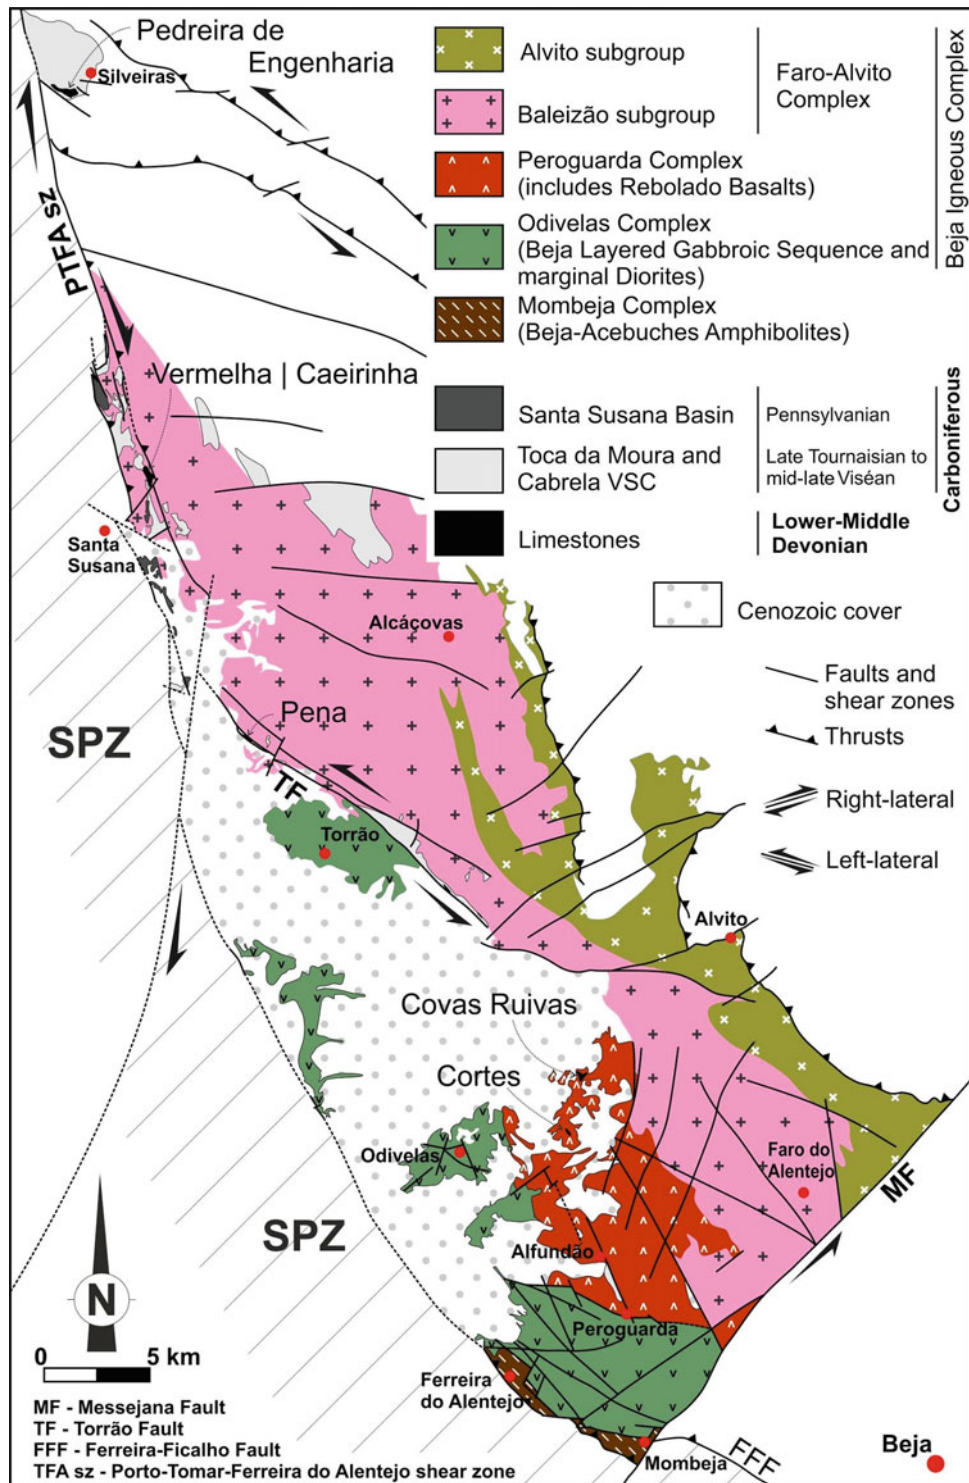 Pedreira de
Engenharia
Silveiras
PTFA sz
Vermelha | Caeirinha
Santa
Susana
Alcáçovas
SPZ
Pena
TF
Torrão
Alvito
Covas Ruivas
Cortes
Odivelas
Faro do
Alentejo
MF
SPZ
Alfundão
Peroguarda
Ferreira
do Alentejo
Mombeja
FFF
Beja
Alvito subgroup
Baleizão subgroup
Faro-Alvito
Complex
Peroguarda Complex
(includes Rebolado Basalts)
Odivelas Complex
(Beja Layered Gabbroic Sequence and
marginal Diorites)
Beja Igneous Complex
Mombeja Complex
(Beja-Acebuches Amphibolites)
Santa Susana Basin
Pennsylvanian
Toca da Moura and
Cabrela VSC
Late Tournaisian to
mid-late Viséan
Carboniferous
Limestones
Lower-Middle
Devonian
Cenozoic cover
Faults and
shear zones
Thrusts
Right-lateral
Left-lateral
N
0 5 km
MF - Messejana Fault
TF - Torrão Fault
FFF - Ferreira-Ficalho Fault
TFA sz - Porto-Tomar-Ferreira do Alentejo shear zone